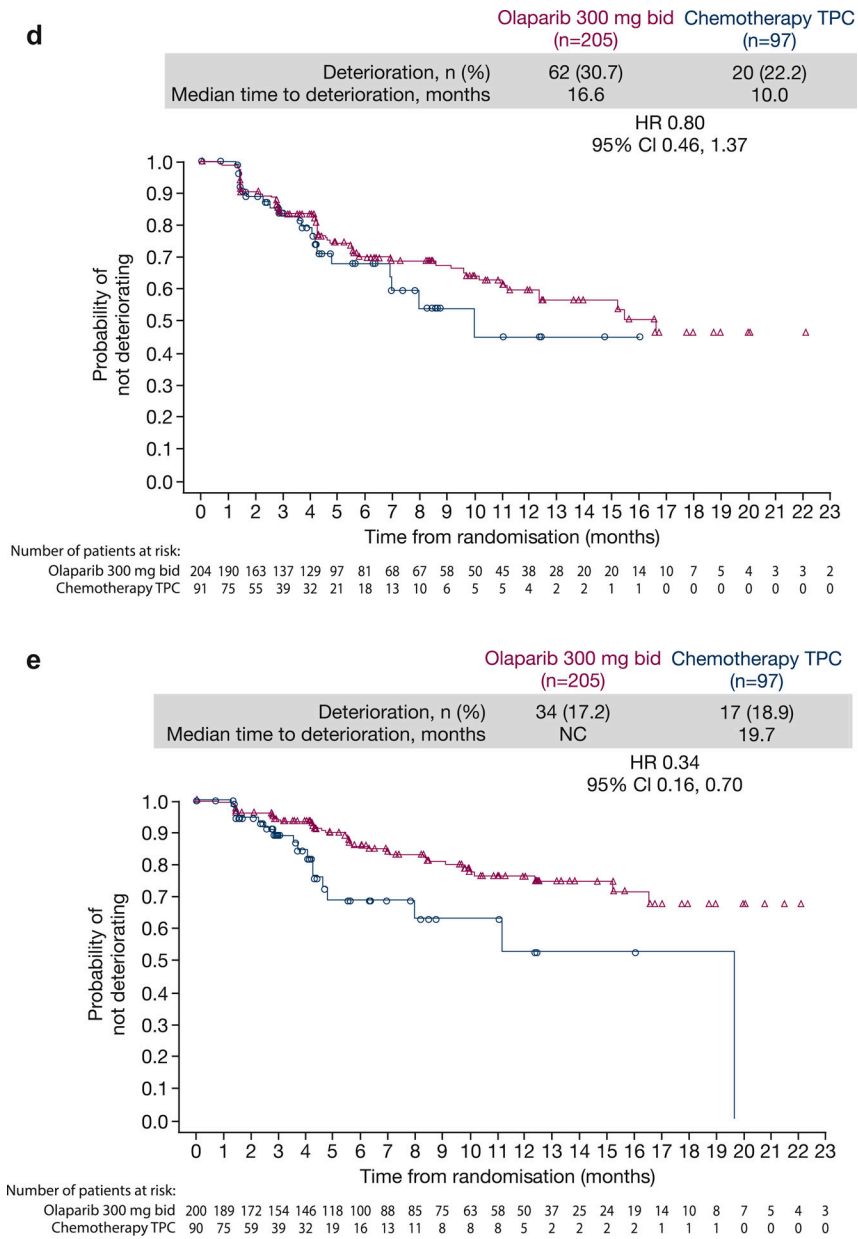 d
Olaparib 300 mg bid Chemotherapy TPC
(n=205) (n=97)
Deterioration, n (%) 62 (30.7) 20 (22.2)
Median time to deterioration, months 16.6 10.0
HR 0.80
95% CI 0.46, 1.37
1.0
0.9
0.8
0.7
0.6
0.5
0.4
0.3
0.2
0.1
0.0
Probability of
not deteriorating
0 1 2 3 4 5 6 7 8 9 10 11 12 13 14 15 16 17 18 19 20 21 22 23
Time from randomisation (months)
Number of patients at risk:
Olaparib 300 mg bid 204 190 163 137 129 97 81 68 67 58 50 45 38 28 20 20 14 10 7 5 4 3 3 2
Chemotherapy TPC 91 75 55 39 32 21 18 13 10 6 5 5 4 2 2 1 1 0 0 0 0 0 0 0
e
Olaparib 300 mg bid Chemotherapy TPC
(n=205) (n=97)
Deterioration, n (%) 34 (17.2) 17 (18.9)
Median time to deterioration, months NC 19.7
HR 0.34
95% CI 0.16, 0.70
1.0
0.9
0.8
0.7
0.6
0.5
0.4
0.3
0.2
0.1
0.0
Probability of
not deteriorating
0 1 2 3 4 5 6 7 8 9 10 11 12 13 14 15 16 17 18 19 20 21 22 23
Time from randomisation (months)
Number of patients at risk:
Olaparib 300 mg bid 200 189 172 154 146 118 100 88 85 75 63 58 50 37 25 24 19 14 10 8 7 5 4 3
Chemotherapy TPC 90 75 59 39 32 19 16 13 11 8 8 8 5 2 2 2 2 1 1 1 0 0 0 0